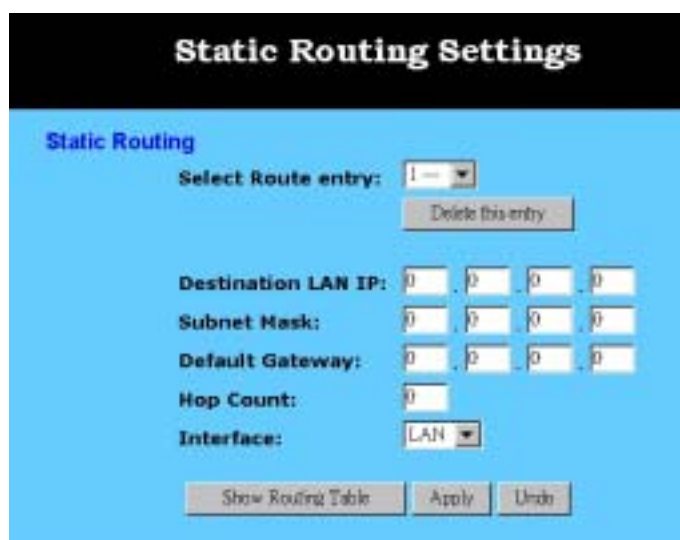 Static Routing Settings
Static Routing
Select Route entry: 1 ---
Delete this entry
Destination LAN IP: 0 . 0 . 0 . 0
Subnet Mask: 0 . 0 . 0 . 0
Default Gateway: 0 . 0 . 0 . 0
Hop Count: 0
Interface: LAN
Show Routing Table Apply Undo